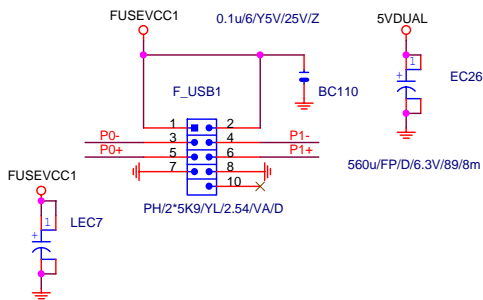 FUSEVCC1
0.1u/6/Y5V/25V/Z
5VDUAL
F_USB1
BC110
1
EC26
1 2
P0- 3 4 P1-
P0+ 5 6 P1+
7 8
10
560u/FP/D/6.3V/89/8m
FUSEVCC1
PH/2*5K9/YL/2.54/VA/D
1
LEC7
+
+